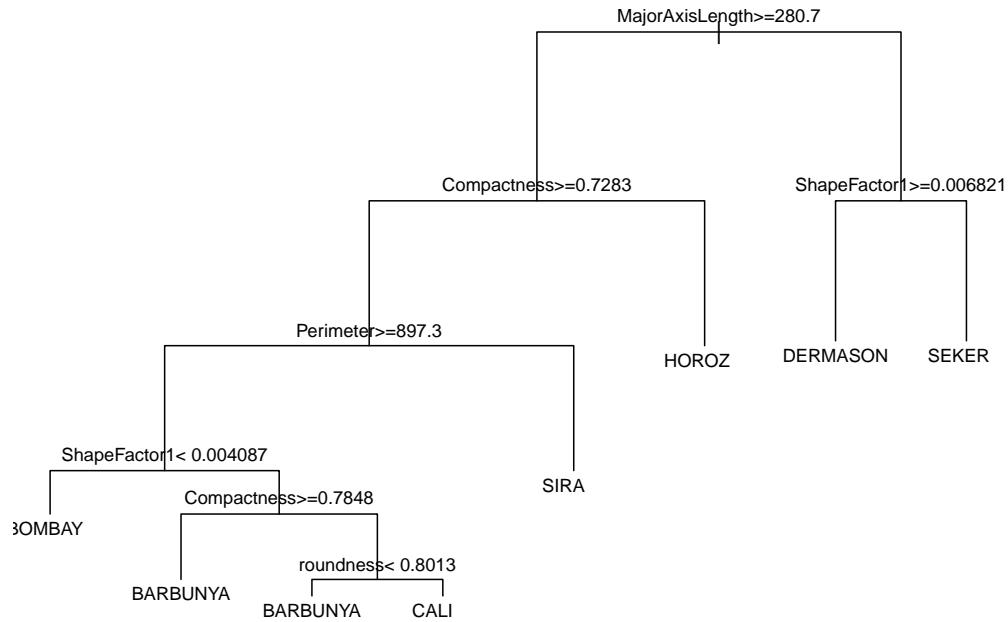 MajorAxisLength>=280.7
Compactness>=0.7283
ShapeFactor1>=0.006821
Perimeter>=897.3
HOROZ
DERMASON
SEKER
ShapeFactor1< 0.004087
SIRA
Compactness>=0.7848
BOMBAY
roundness< 0.8013
BARBUNYA
BARBUNYA
CALI